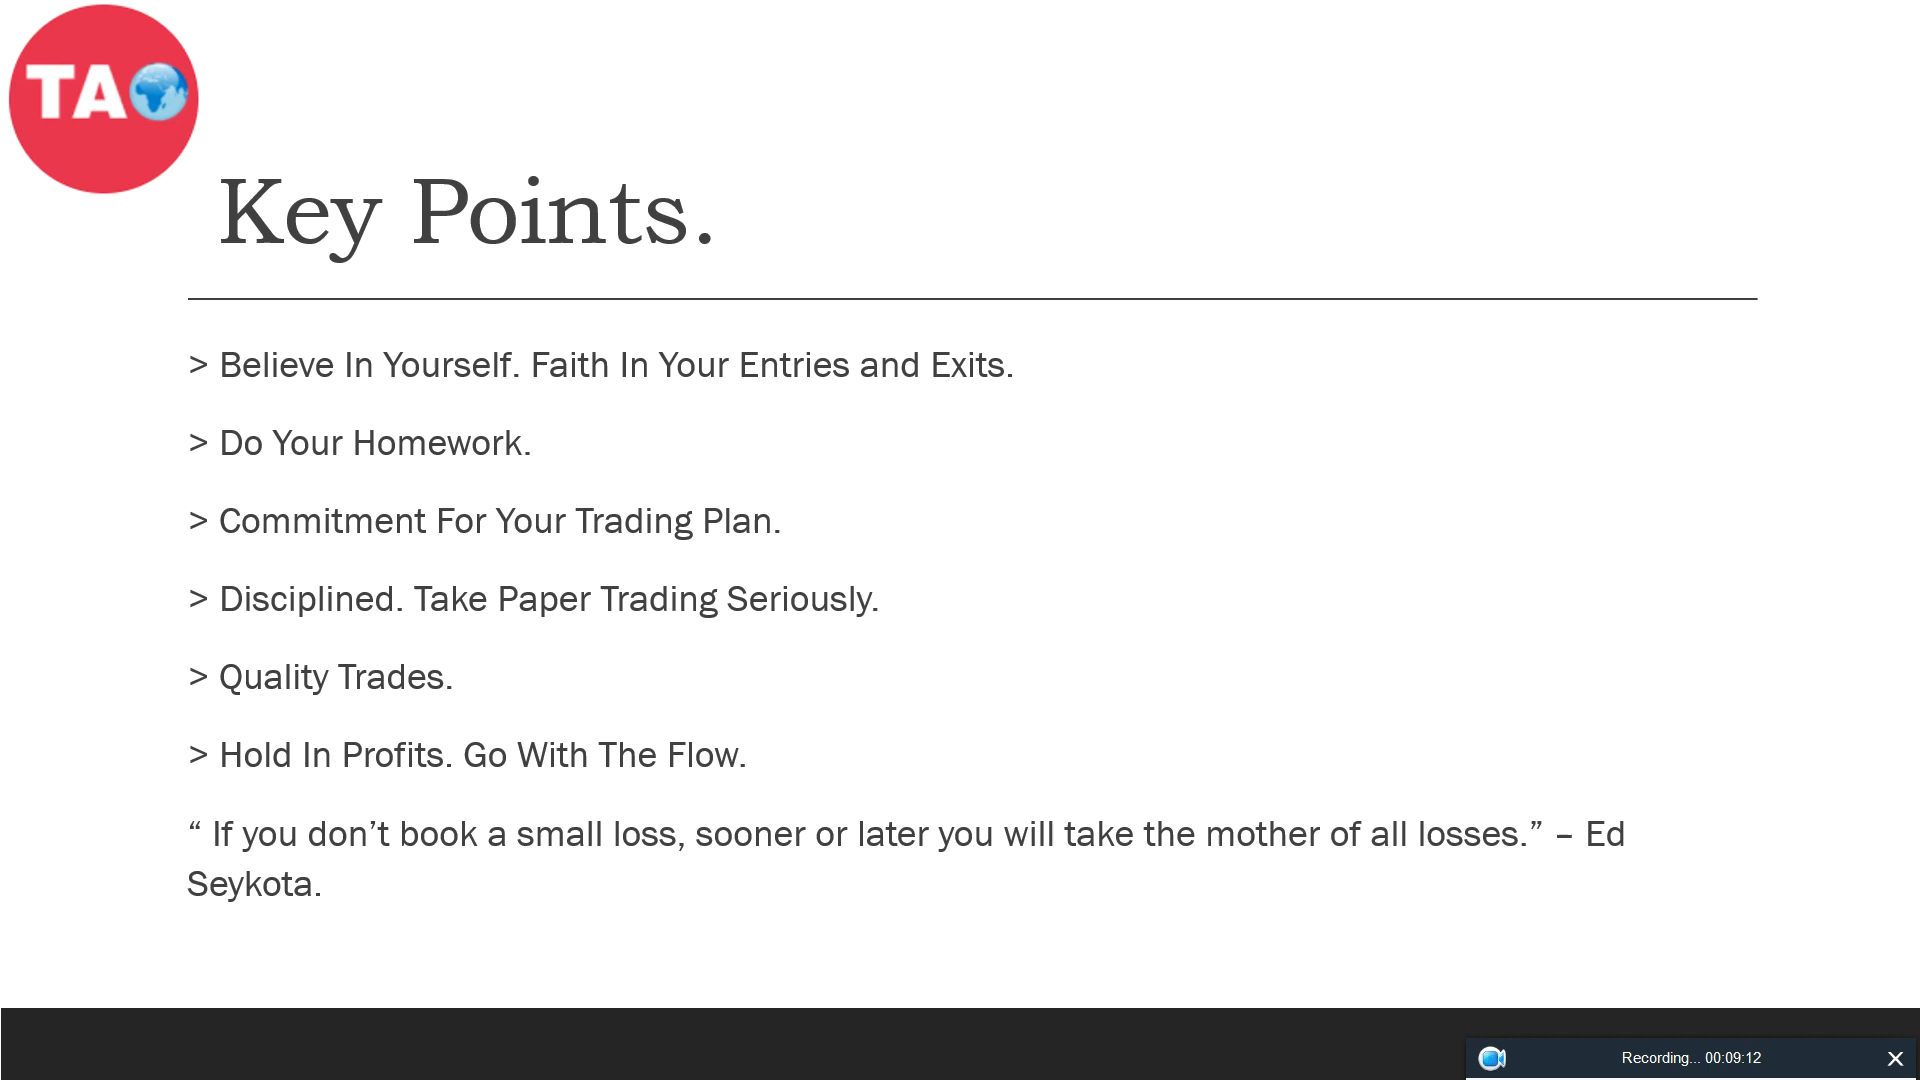 TAO
Key Points.
> Believe In Yourself. Faith In Your Entries and Exits.
> Do Your Homework.
> Commitment For Your Trading Plan.
> Disciplined. Take Paper Trading Seriously.
> Quality Trades.
> Hold In Profits. Go With The Flow.
“ If you don’t book a small loss, sooner or later you will take the mother of all losses.” – Ed
Seykota.
Recording... 00:09:12